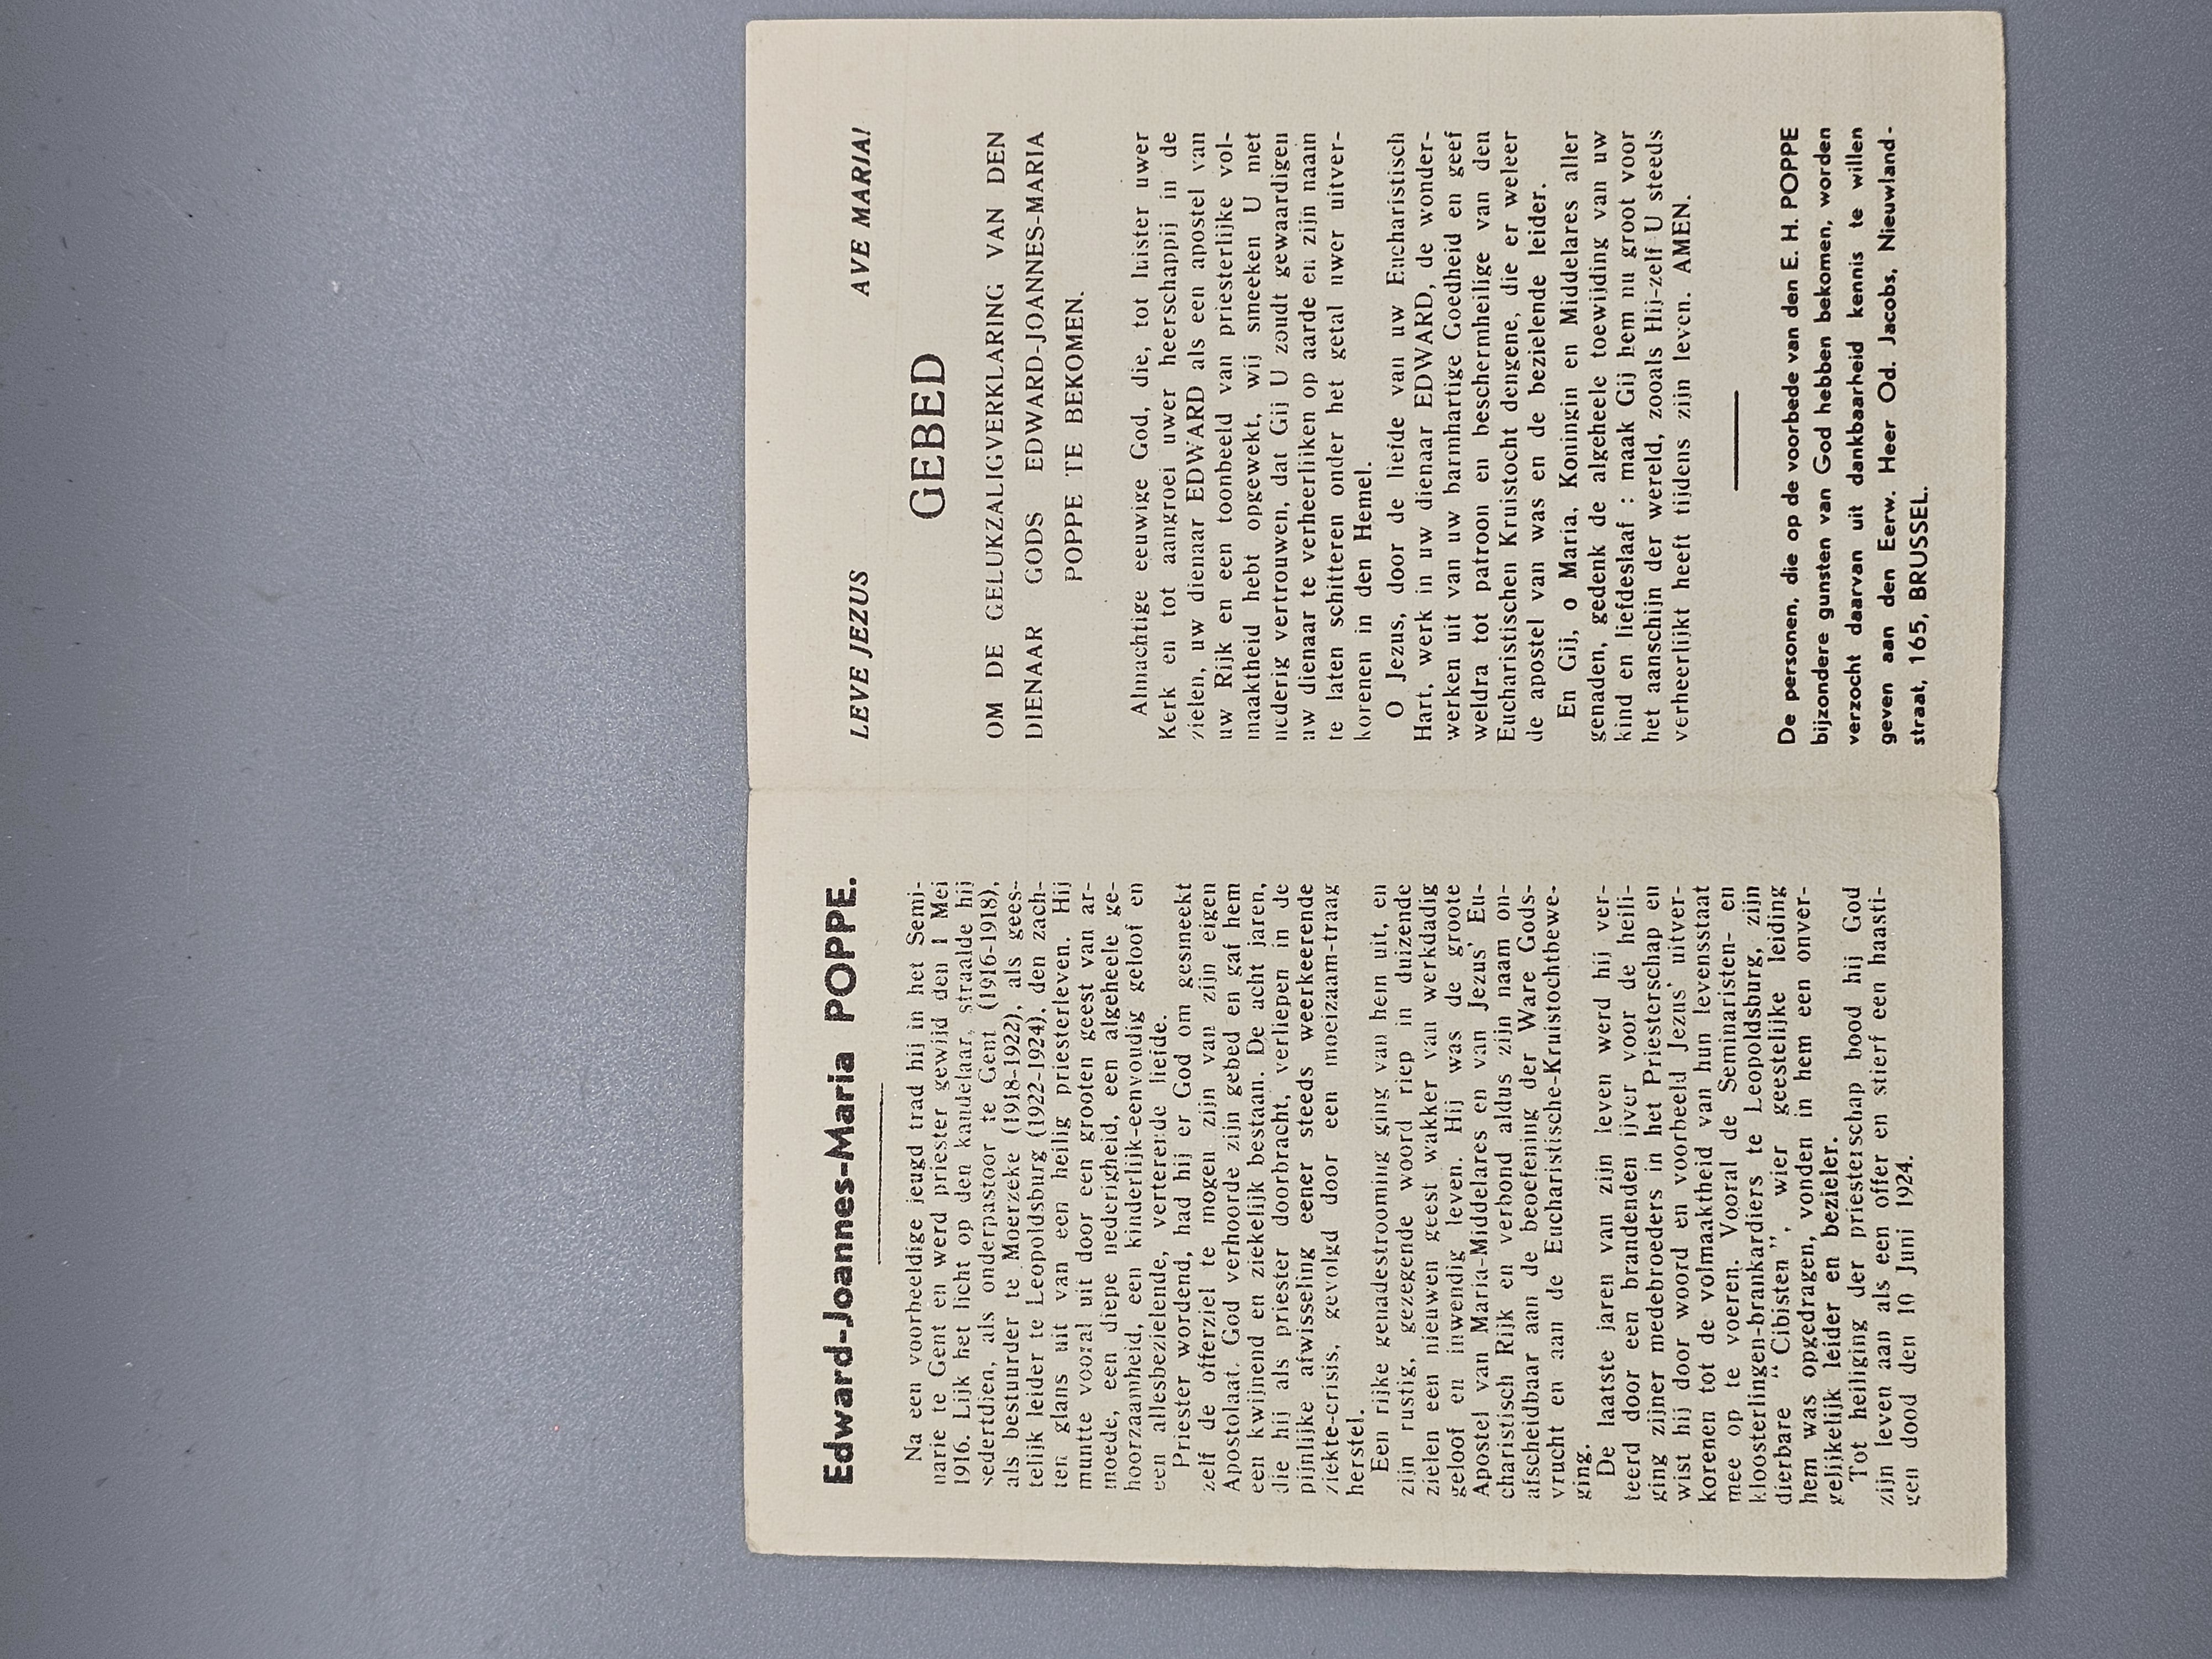 Edward-Joannes-Maria POPPE.
Na een voorbeeldige jeugd trad hij in het Semi-
narie te Gent en werd priester gewijd den 1 Mei
1916. Lijk het licht op den kandelaar, straalde hij
sedertdien, als onderpastoor te Gent (1916-1918),
als bestuurder te Moerzeke (1918-1922), als gees-
telijk leider te Leopoldsburg (1922-1924), den zach-
ten glans uit van een heilig priesterleven. Hij
muntte vooral uit door een grooten geest van ar-
moede, een diepe nederigheid, een algeheele ge-
hoorzaamheid, een kinderlijk-eenvoudig geloof en
een allesbezielende, verterende liefde.
Priester wordend, had hij er God om gesmeekt
zelf de offerziel te mogen zijn van zijn eigen
Apostolaat. God verhoorde zijn gebed en gaf hem
een kwijnend en ziekelijk bestaan. De acht jaren,
die hij als priester doorbracht, verliepen in de
pijnlijke afwisseling eener steeds weerkeerende
ziekte-crisis, gevolgd door een moeizaam-traag
herstel.
Een rijke genadestrooming ging van hem uit, en
zijn rustig, gezegende woord riep in duizende
zielen een nieuwen geest wakker van werkdadig
geloof en inwendig leven. Hij was de groote
Apostel van Maria-Middelares en van Jezus' Eu-
charistisch Rijk en verbond aldus zijn naam on-
afscheidbaar aan de beoefening der Ware Gods-
vrucht en aan de Eucharistische-Kruistochtbewe-
ging.
De laatste jaren van zijn leven werd hij ver-
teerd door een brandenden ijver voor de heili-
ging zijner medebroeders in het Priesterschap en
wist hij door woord en voorbeeld Jezus' uitver-
korenen tot de volmaaktheid van hun levensstaat
mee op te voeren. Vooral de Seminaristen- en
kloosterlingen-brankardiers te Leopoldsburg, zijn
dierbare “ Cibisten ”, wier geestelijke leiding
hem was opgedragen, vonden in hem een onver-
gelijkelijk leider en bezieler.
Tot heiliging der priesterschap bood hij God
zijn leven aan als een offer en stierf een haasti-
gen dood den 10 Juni 1924.
LEVE JEZUS AVE MARIA!
GEBED
OM DE GELUKZALIGVERKLARING VAN DEN
DIENAAR GODS EDWARD-JOANNES-MARIA
POPPE TE BEKOMEN.
Almachtige eeuwige God, die, tot luister uwer
Kerk en tot aangroei uwer heerschappij in de
zielen, uw dienaar EDWARD als een apostel van
uw Rijk en een toonbeeld van priesterlijke vol-
maaktheid hebt opgewekt, wij smeeken U met
nederig vertrouwen, dat Gij U zoudt gewaardigen
uw dienaar te verheerlijken op aarde en zijn naam
te laten schitteren onder het getal uwer uitver-
korenen in den Hemel.
O Jezus, door de liefde van uw Eucharistisch
Hart, werk in uw dienaar EDWARD, de wonder-
werken uit van uw barmhartige Goedheid en geef
weldra tot patroon en beschermheilige van den
Eucharistischen Kruistocht dengene, die er weleer
de apostel van was en de bezielende leider.
En Gij, o Maria, Koningin en Middelares aller
genaden, gedenk de algeheele toewijding van uw
kind en liefdeslaaf : maak Gij hem nu groot voor
het aanschijn der wereld, zooals Hij-zelf U steeds
verheerlijkt heeft tijdens zijn leven. AMEN.
De personen, die op de voorbede van den E. H. POPPE
bijzondere gunsten van God hebben bekomen, worden
verzocht daarvan uit dankbaarheid kennis te willen
geven aan den Eerw. Heer Od. Jacobs, Nieuwland-
straat, 165, BRUSSEL.